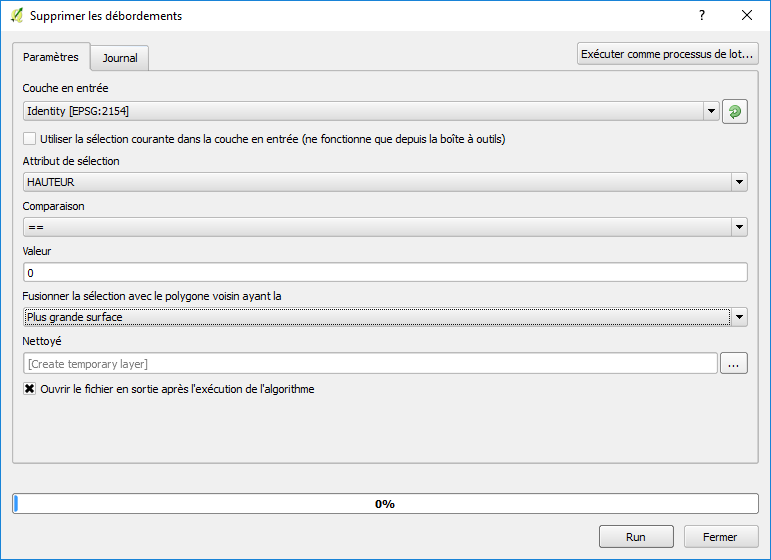 Supprimer les débordements
?
Paramètres
Journal
Exécuter comme processus de lot...
Couche en entrée
Identity [EPSG:2154]
Utiliser la sélection courante dans la couche en entrée (ne fonctionne que depuis la boîte à outils)
Attribut de sélection
HAUTEUR
Comparaison
==
Valeur
0
Fusionner la sélection avec le polygone voisin ayant la
Plus grande surface
Nettoyé
[Create temporary layer]
...
Ouvrir le fichier en sortie après l'exécution de l'algorithme
0%
Run
Fermer